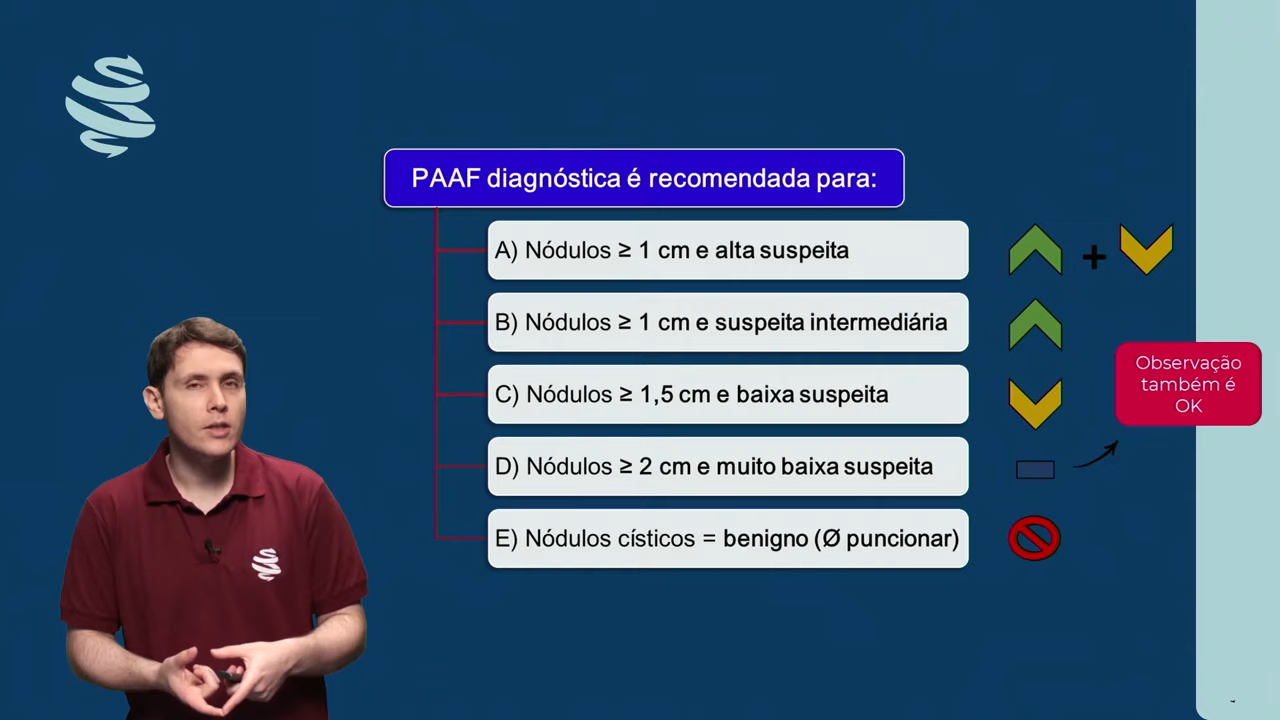 PAAF diagnóstica é recomendada para:
A) Nódulos ≥ 1 cm e alta suspeita
B) Nódulos ≥ 1 cm e suspeita intermediária
C) Nódulos ≥ 1,5 cm e baixa suspeita
D) Nódulos ≥ 2 cm e muito baixa suspeita
E) Nódulos císticos = benigno (Ø puncionar)
+
Observação
também é
OK